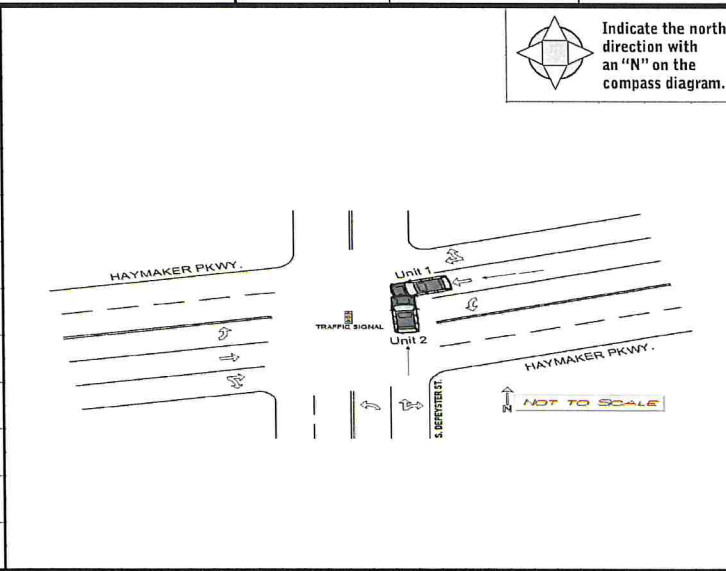 Indicate the north
direction with
an "N" on the
compass diagram.
HAYMAKER PKWY.
Unit 1
TRAFFIC SIGNAL
Unit 2
HAYMAKER PKWY.
S. DEPEYSTER ST.
N
NOT TO SCALE